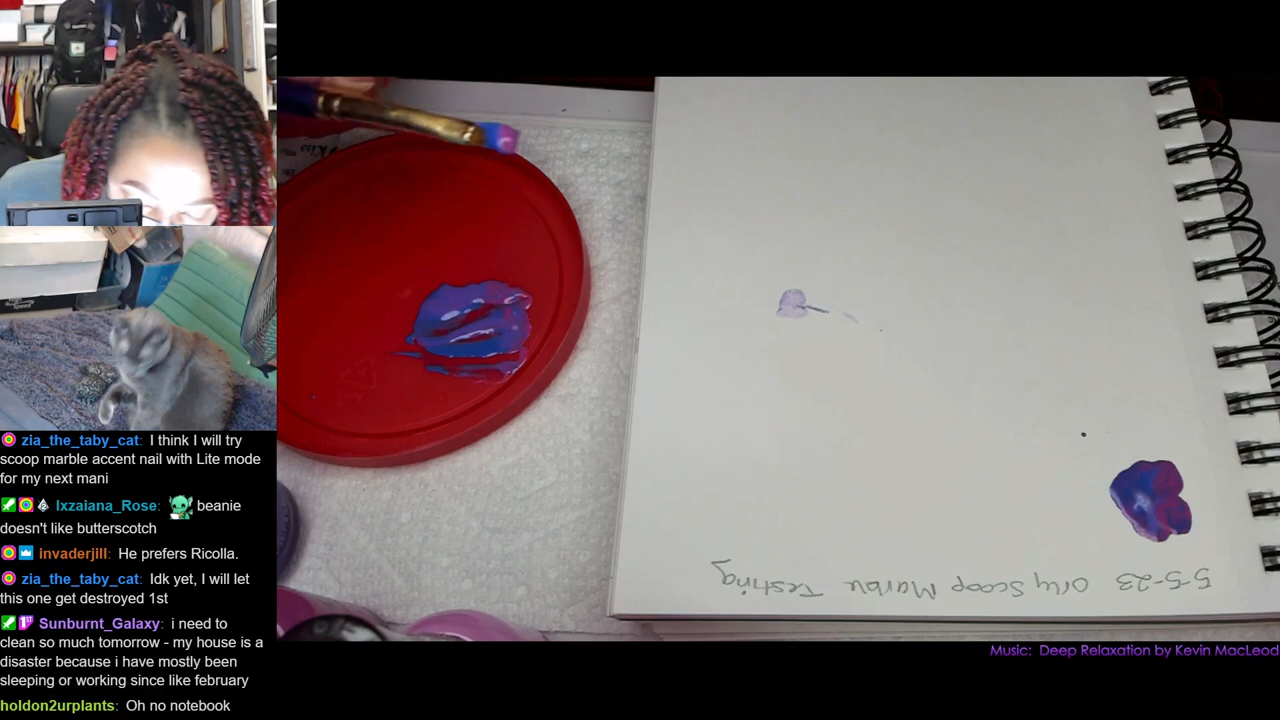 zia_the_taby_cat: I think I will try
scoop marble accent nail with Lite mode
for my next mani
Ixzaiana_Rose: beanie
doesn't like butterscotch
invaderjill: He prefers Ricolla.
zia_the_taby_cat: Idk yet, I will let
this one get destroyed 1st
Sunburnt_Galaxy: i need to
clean so much tomorrow - my house is a
disaster because i have mostly been
sleeping or working since like february
holdon2urplants: Oh no notebook
Kiss
5-5-23 Orly Scoop Marble Testing
Music: Deep Relaxation by Kevin MacLeod